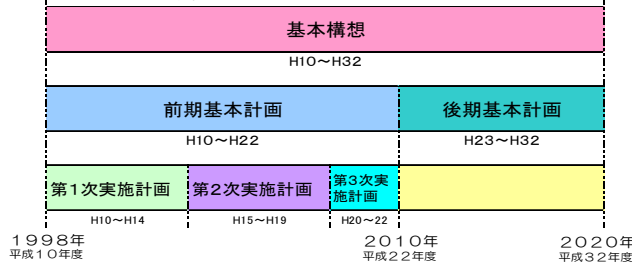 基本構想
H10～H32
前期基本計画
後期基本計画
H10～H22
H23～H32
第1次実施計画
第2次実施計画
第3次実
施計画
H10～H14
H15～H19
H20～22
1998年
平成10年度
2010年
平成22年度
2020年
平成32年度